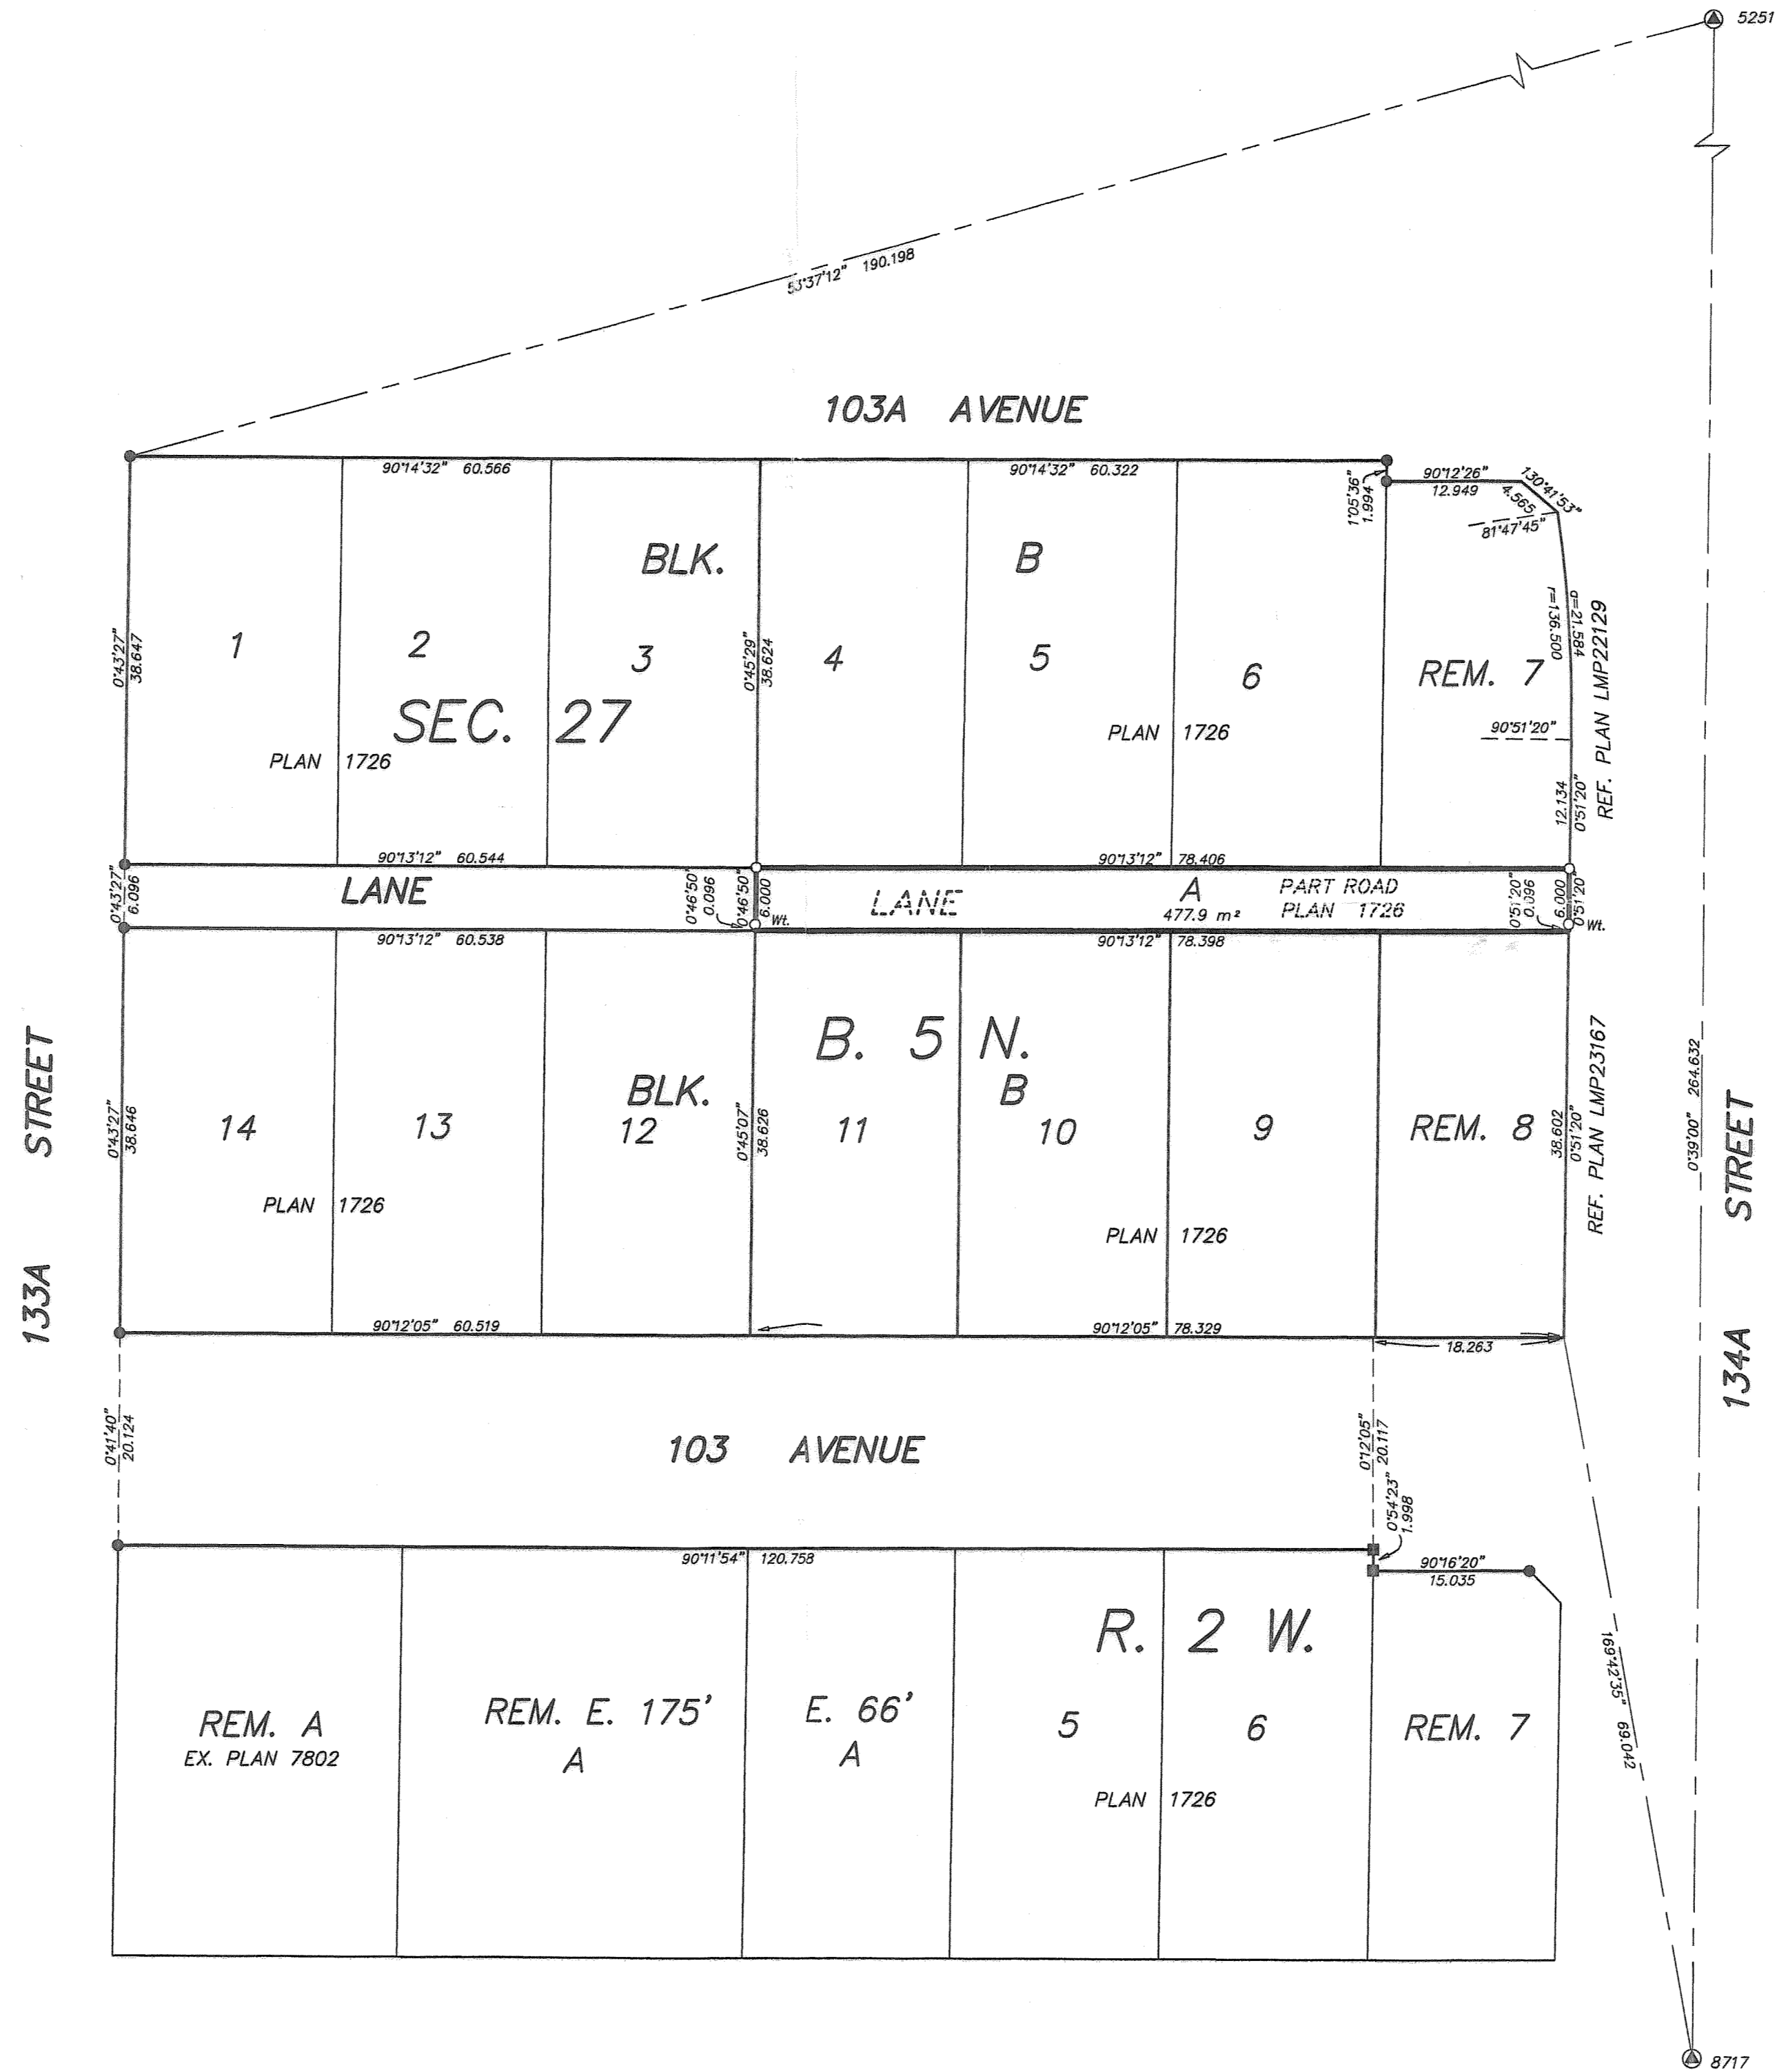 5251
53°37'12" 190.198
103A AVENUE
90°14'32" 60.566
90°14'32" 60.322
1°05'36"
1.994
90°12'26"
12.949
130°41'53"
4.565
81°47'45"
BLK. B
0°43'27"
38.647
1
2
3
0°45'29"
38.624
4
5
6
REM. 7
r=136.500
a=21.584
REF. PLAN LMP22129
SEC. 27
PLAN 1726
PLAN 1726
90°51'20"
12.134
0°51'20"
90°13'12" 60.544
90°13'12" 78.406
0°43'27"
6.096
LANE
0°46'50"
0.096
0°46'50"
6.000
Wt.
LANE
A
477.9 m²
PART ROAD
PLAN 1726
0°51'20"
0.096
6.000
0°51'20"
Wt.
90°13'12" 60.538
90°13'12" 78.398
B. 5 N.
BLK. B
133A STREET
0°43'27"
38.646
14
13
12
0°45'07"
38.626
11
10
9
REM. 8
38.602
0°51'20"
REF. PLAN LMP23167
0°39'00" 264.632
134A STREET
PLAN 1726
PLAN 1726
90°12'05" 60.519
90°12'05" 78.329
18.263
0°41'40"
20.124
103 AVENUE
0°12'05"
20.117
0°54'23"
1.998
90°11'54" 120.758
90°16'20"
15.035
R. 2 W.
169°42'35" 69.042
REM. A
EX. PLAN 7802
REM. E. 175'
A
E. 66'
A
5
6
REM. 7
PLAN 1726
8717